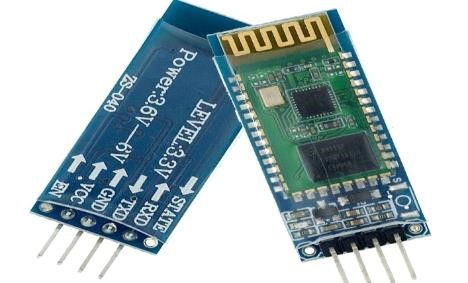 ZS-040
Power:3.6V—6V
LEVEL:3.3V
EN
VCC
GND
TXD
RXD
STATE